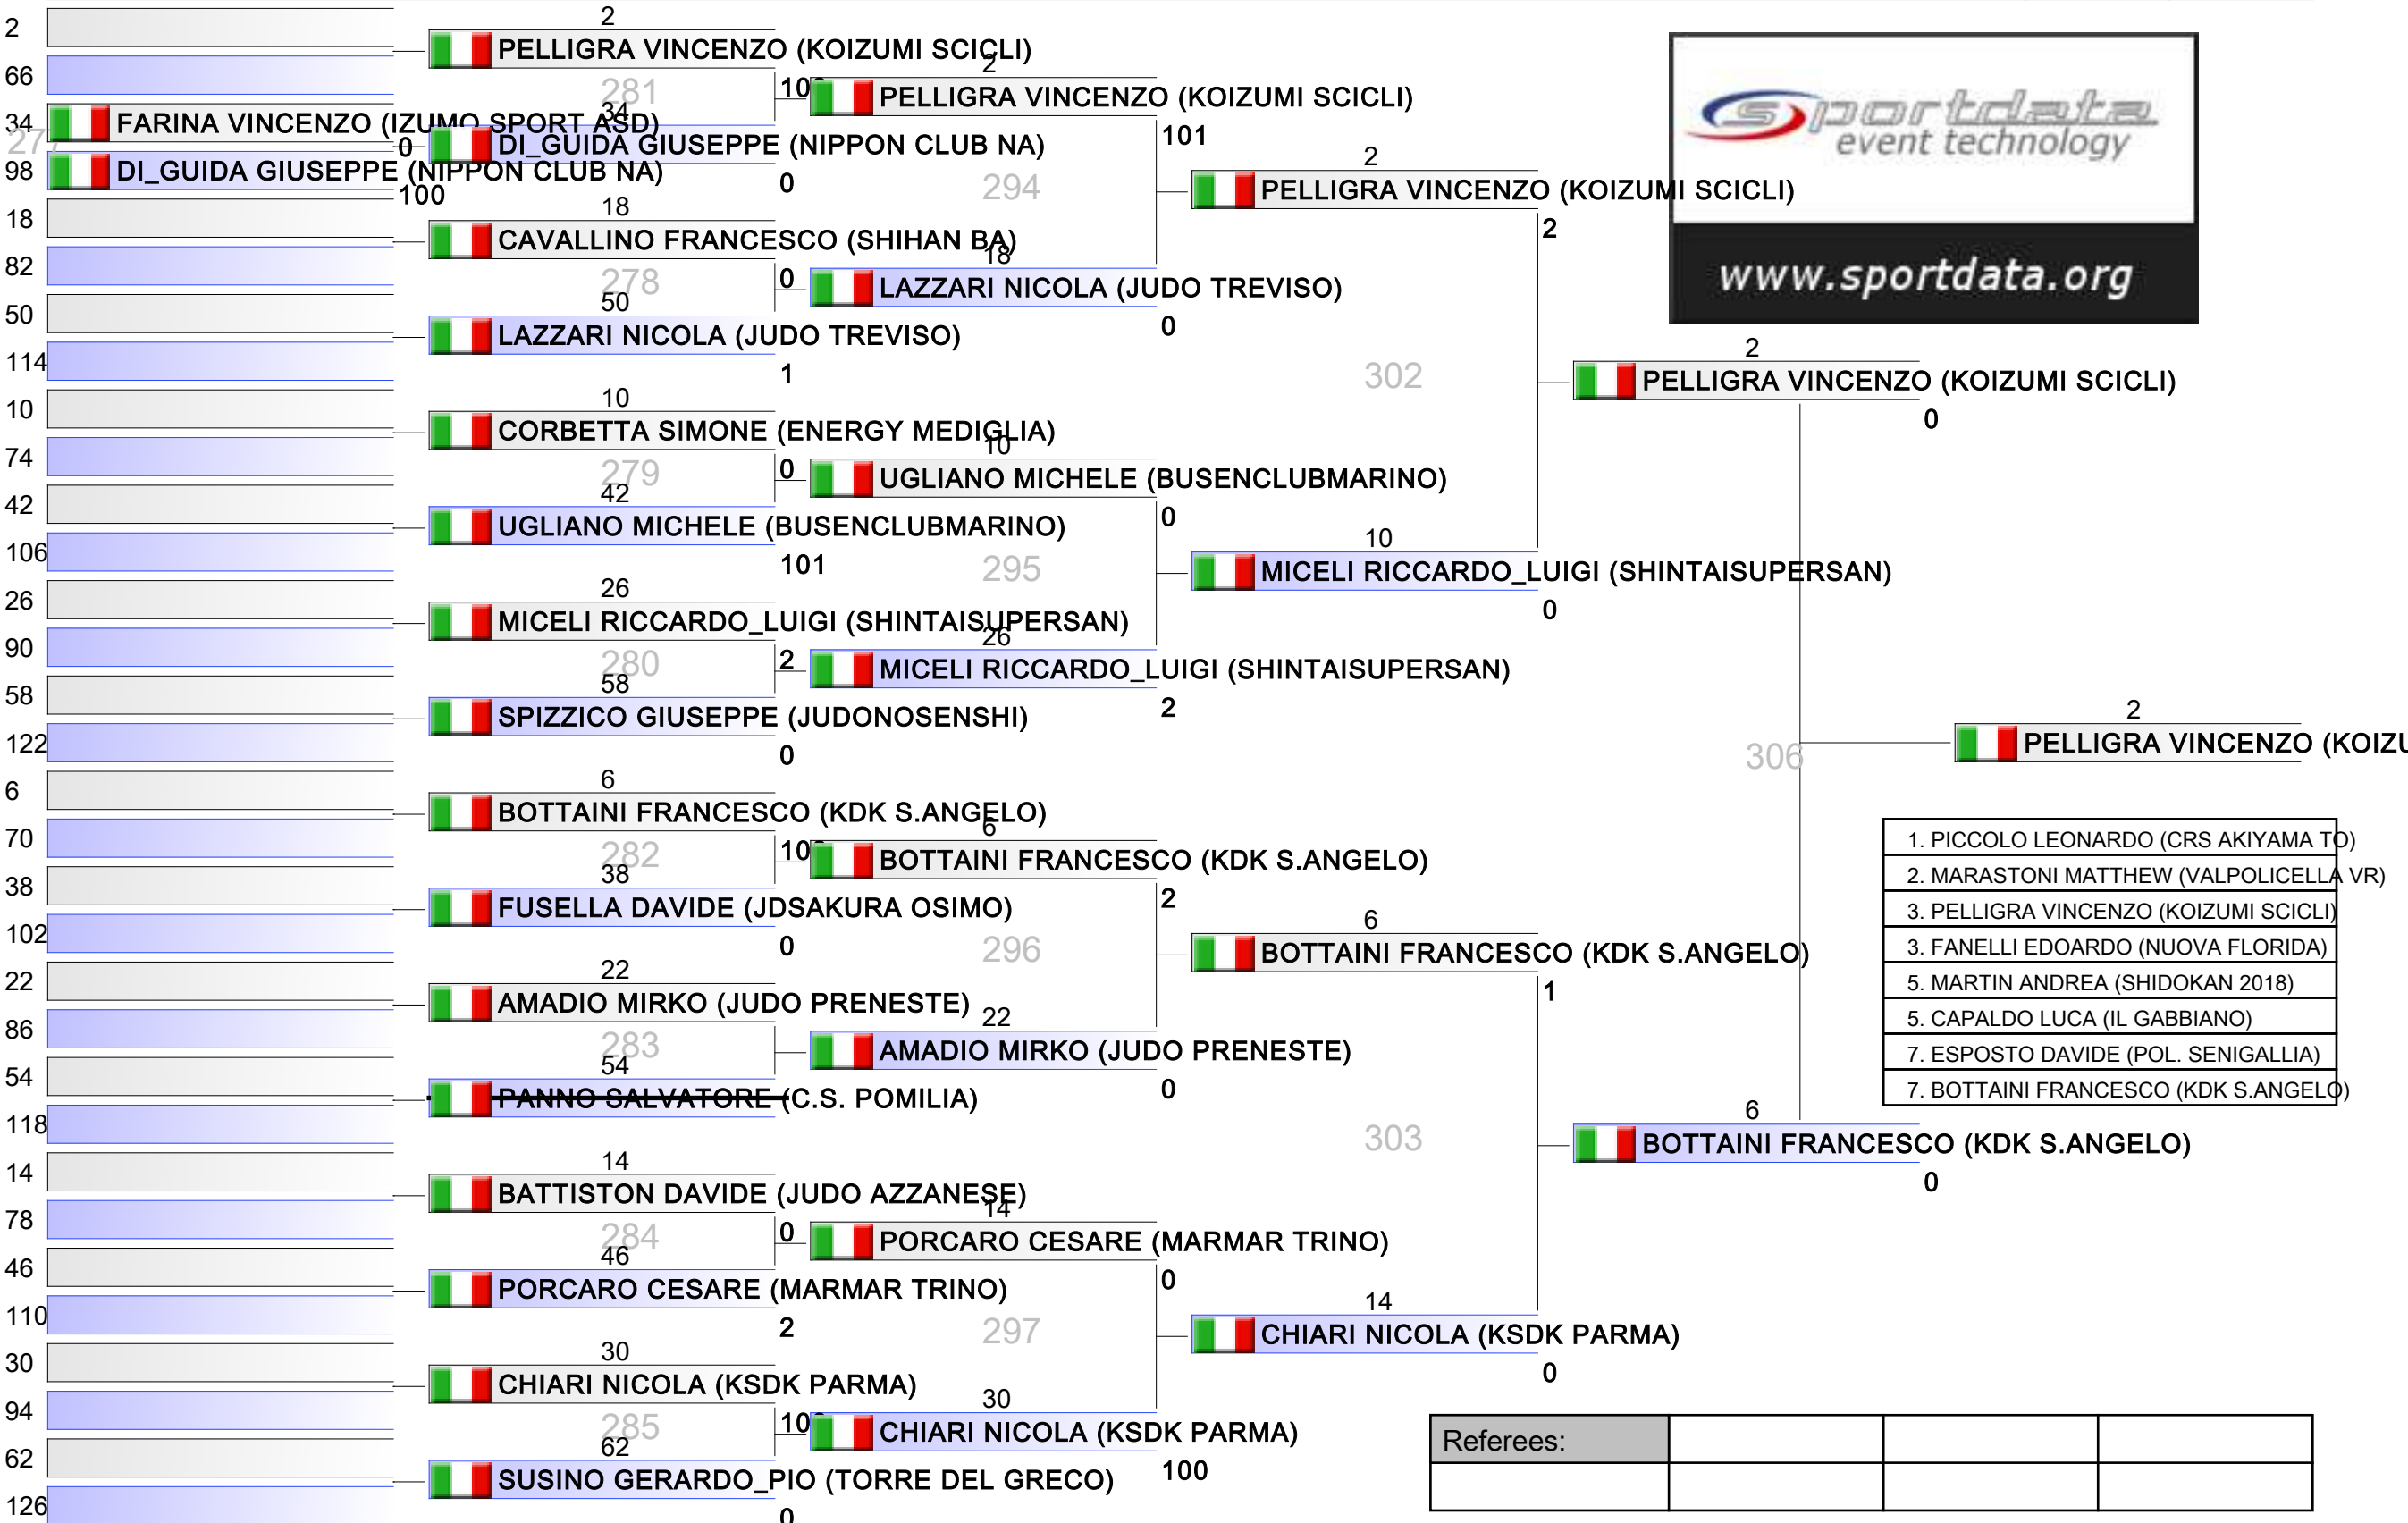 2
66
34
277
98
18
82
50
114
10
74
42
106
26
90
58
122
6
70
38
102
22
86
54
118
14
78
46
110
30
94
62
126
FARINA VINCENZO (IZUMO SPORT ASD)
0
DI_GUIDA GIUSEPPE (NIPPON CLUB NA)
100
2
PELLIGRA VINCENZO (KOIZUMI SCICLI)
281
10
34
DI_GUIDA GIUSEPPE (NIPPON CLUB NA)
0
18
CAVALLINO FRANCESCO (SHIHAN BA)
278
0
50
LAZZARI NICOLA (JUDO TREVISO)
1
10
CORBETTA SIMONE (ENERGY MEDIGLIA)
279
0
42
UGLIANO MICHELE (BUSENCLUBMARINO)
101
26
MICELI RICCARDO_LUIGI (SHINTAISUPERSAN)
280
2
58
SPIZZICO GIUSEPPE (JUDONOSENSHI)
0
6
BOTTAINI FRANCESCO (KDK S.ANGELO)
282
10
38
FUSELLA DAVIDE (JDSAKURA OSIMO)
0
22
AMADIO MIRKO (JUDO PRENESTE)
283
54
PANNO SALVATORE (C.S. POMILIA)
14
BATTISTON DAVIDE (JUDO AZZANESE)
284
0
46
PORCARO CESARE (MARMAR TRINO)
2
30
CHIARI NICOLA (KSDK PARMA)
285
10
62
SUSINO GERARDO_PIO (TORRE DEL GRECO)
0
2
PELLIGRA VINCENZO (KOIZUMI SCICLI)
101
294
18
LAZZARI NICOLA (JUDO TREVISO)
0
10
UGLIANO MICHELE (BUSENCLUBMARINO)
0
295
26
MICELI RICCARDO_LUIGI (SHINTAISUPERSAN)
2
6
BOTTAINI FRANCESCO (KDK S.ANGELO)
2
296
22
AMADIO MIRKO (JUDO PRENESTE)
0
14
PORCARO CESARE (MARMAR TRINO)
0
297
30
CHIARI NICOLA (KSDK PARMA)
100
2
PELLIGRA VINCENZO (KOIZUMI SCICLI)
2
302
10
MICELI RICCARDO_LUIGI (SHINTAISUPERSAN)
0
6
BOTTAINI FRANCESCO (KDK S.ANGELO)
1
303
14
CHIARI NICOLA (KSDK PARMA)
0
sportdata
event technology
www.sportdata.org
2
PELLIGRA VINCENZO (KOIZUMI SCICLI)
0
306
6
BOTTAINI FRANCESCO (KDK S.ANGELO)
0
2
PELLIGRA VINCENZO (KOIZU
1. PICCOLO LEONARDO (CRS AKIYAMA TO)
2. MARASTONI MATTHEW (VALPOLICELLA VR)
3. PELLIGRA VINCENZO (KOIZUMI SCICLI)
3. FANELLI EDOARDO (NUOVA FLORIDA)
5. MARTIN ANDREA (SHIDOKAN 2018)
5. CAPALDO LUCA (IL GABBIANO)
7. ESPOSTO DAVIDE (POL. SENIGALLIA)
7. BOTTAINI FRANCESCO (KDK S.ANGELO)
Referees: